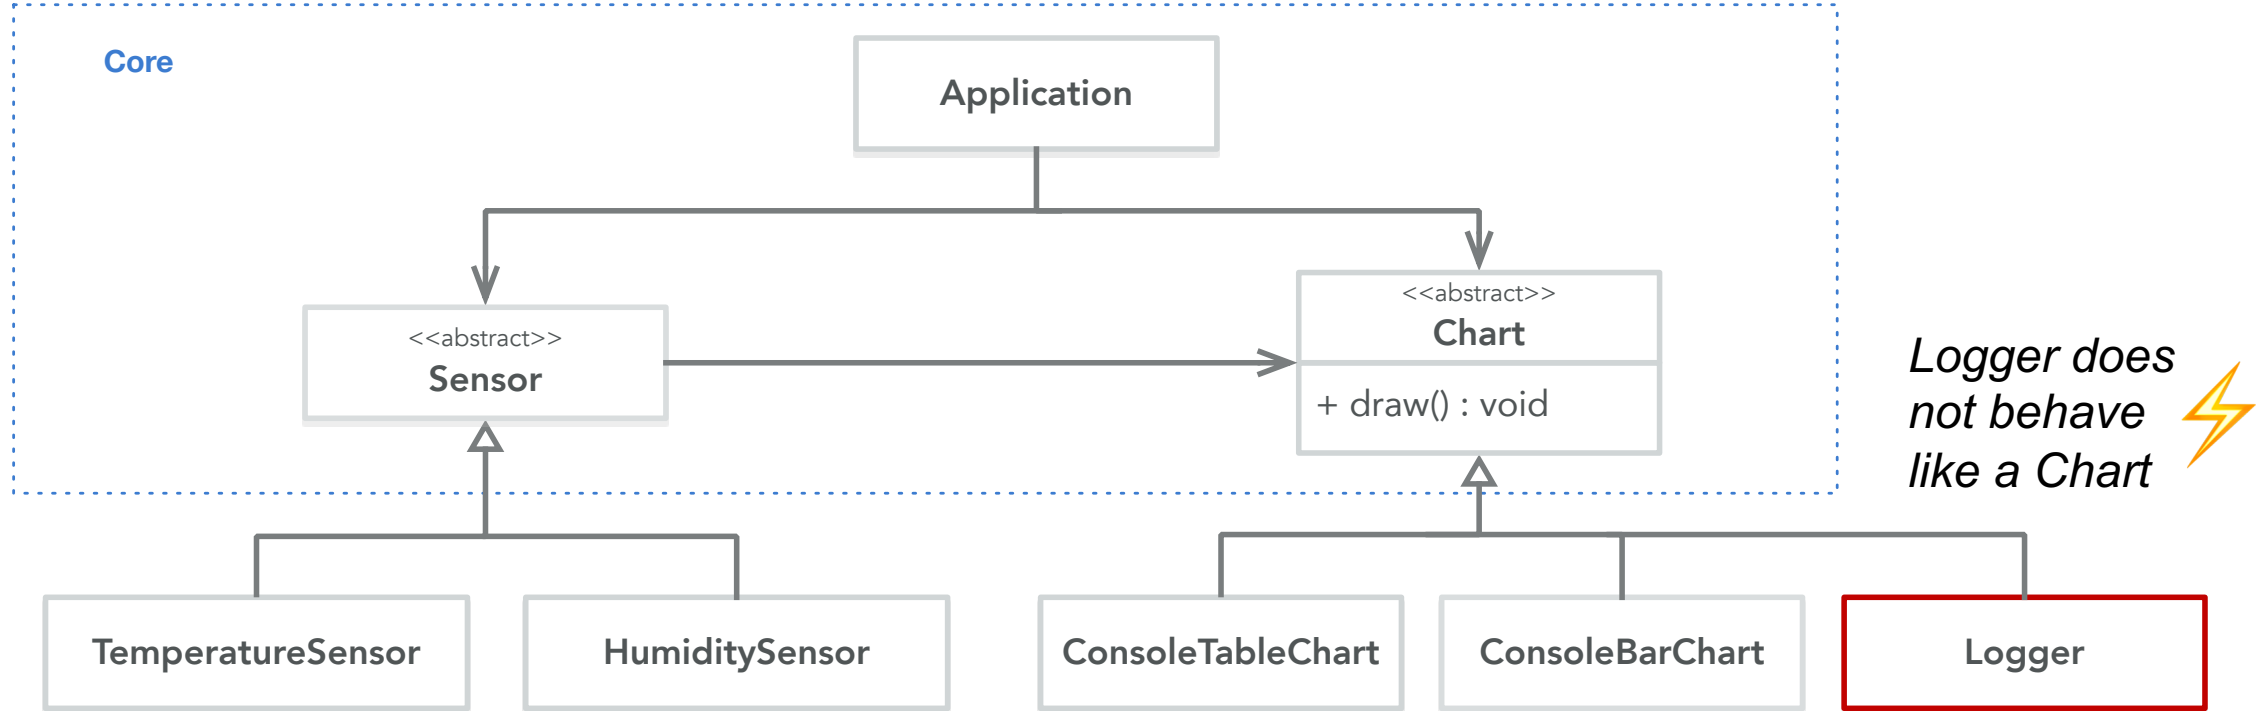 Core
Application
<<abstract>>
Sensor
<<abstract>>
Chart
+ draw() : void
Logger does
not behave
like a Chart
TemperatureSensor
HumiditySensor
ConsoleTableChart
ConsoleBarChart
Logger